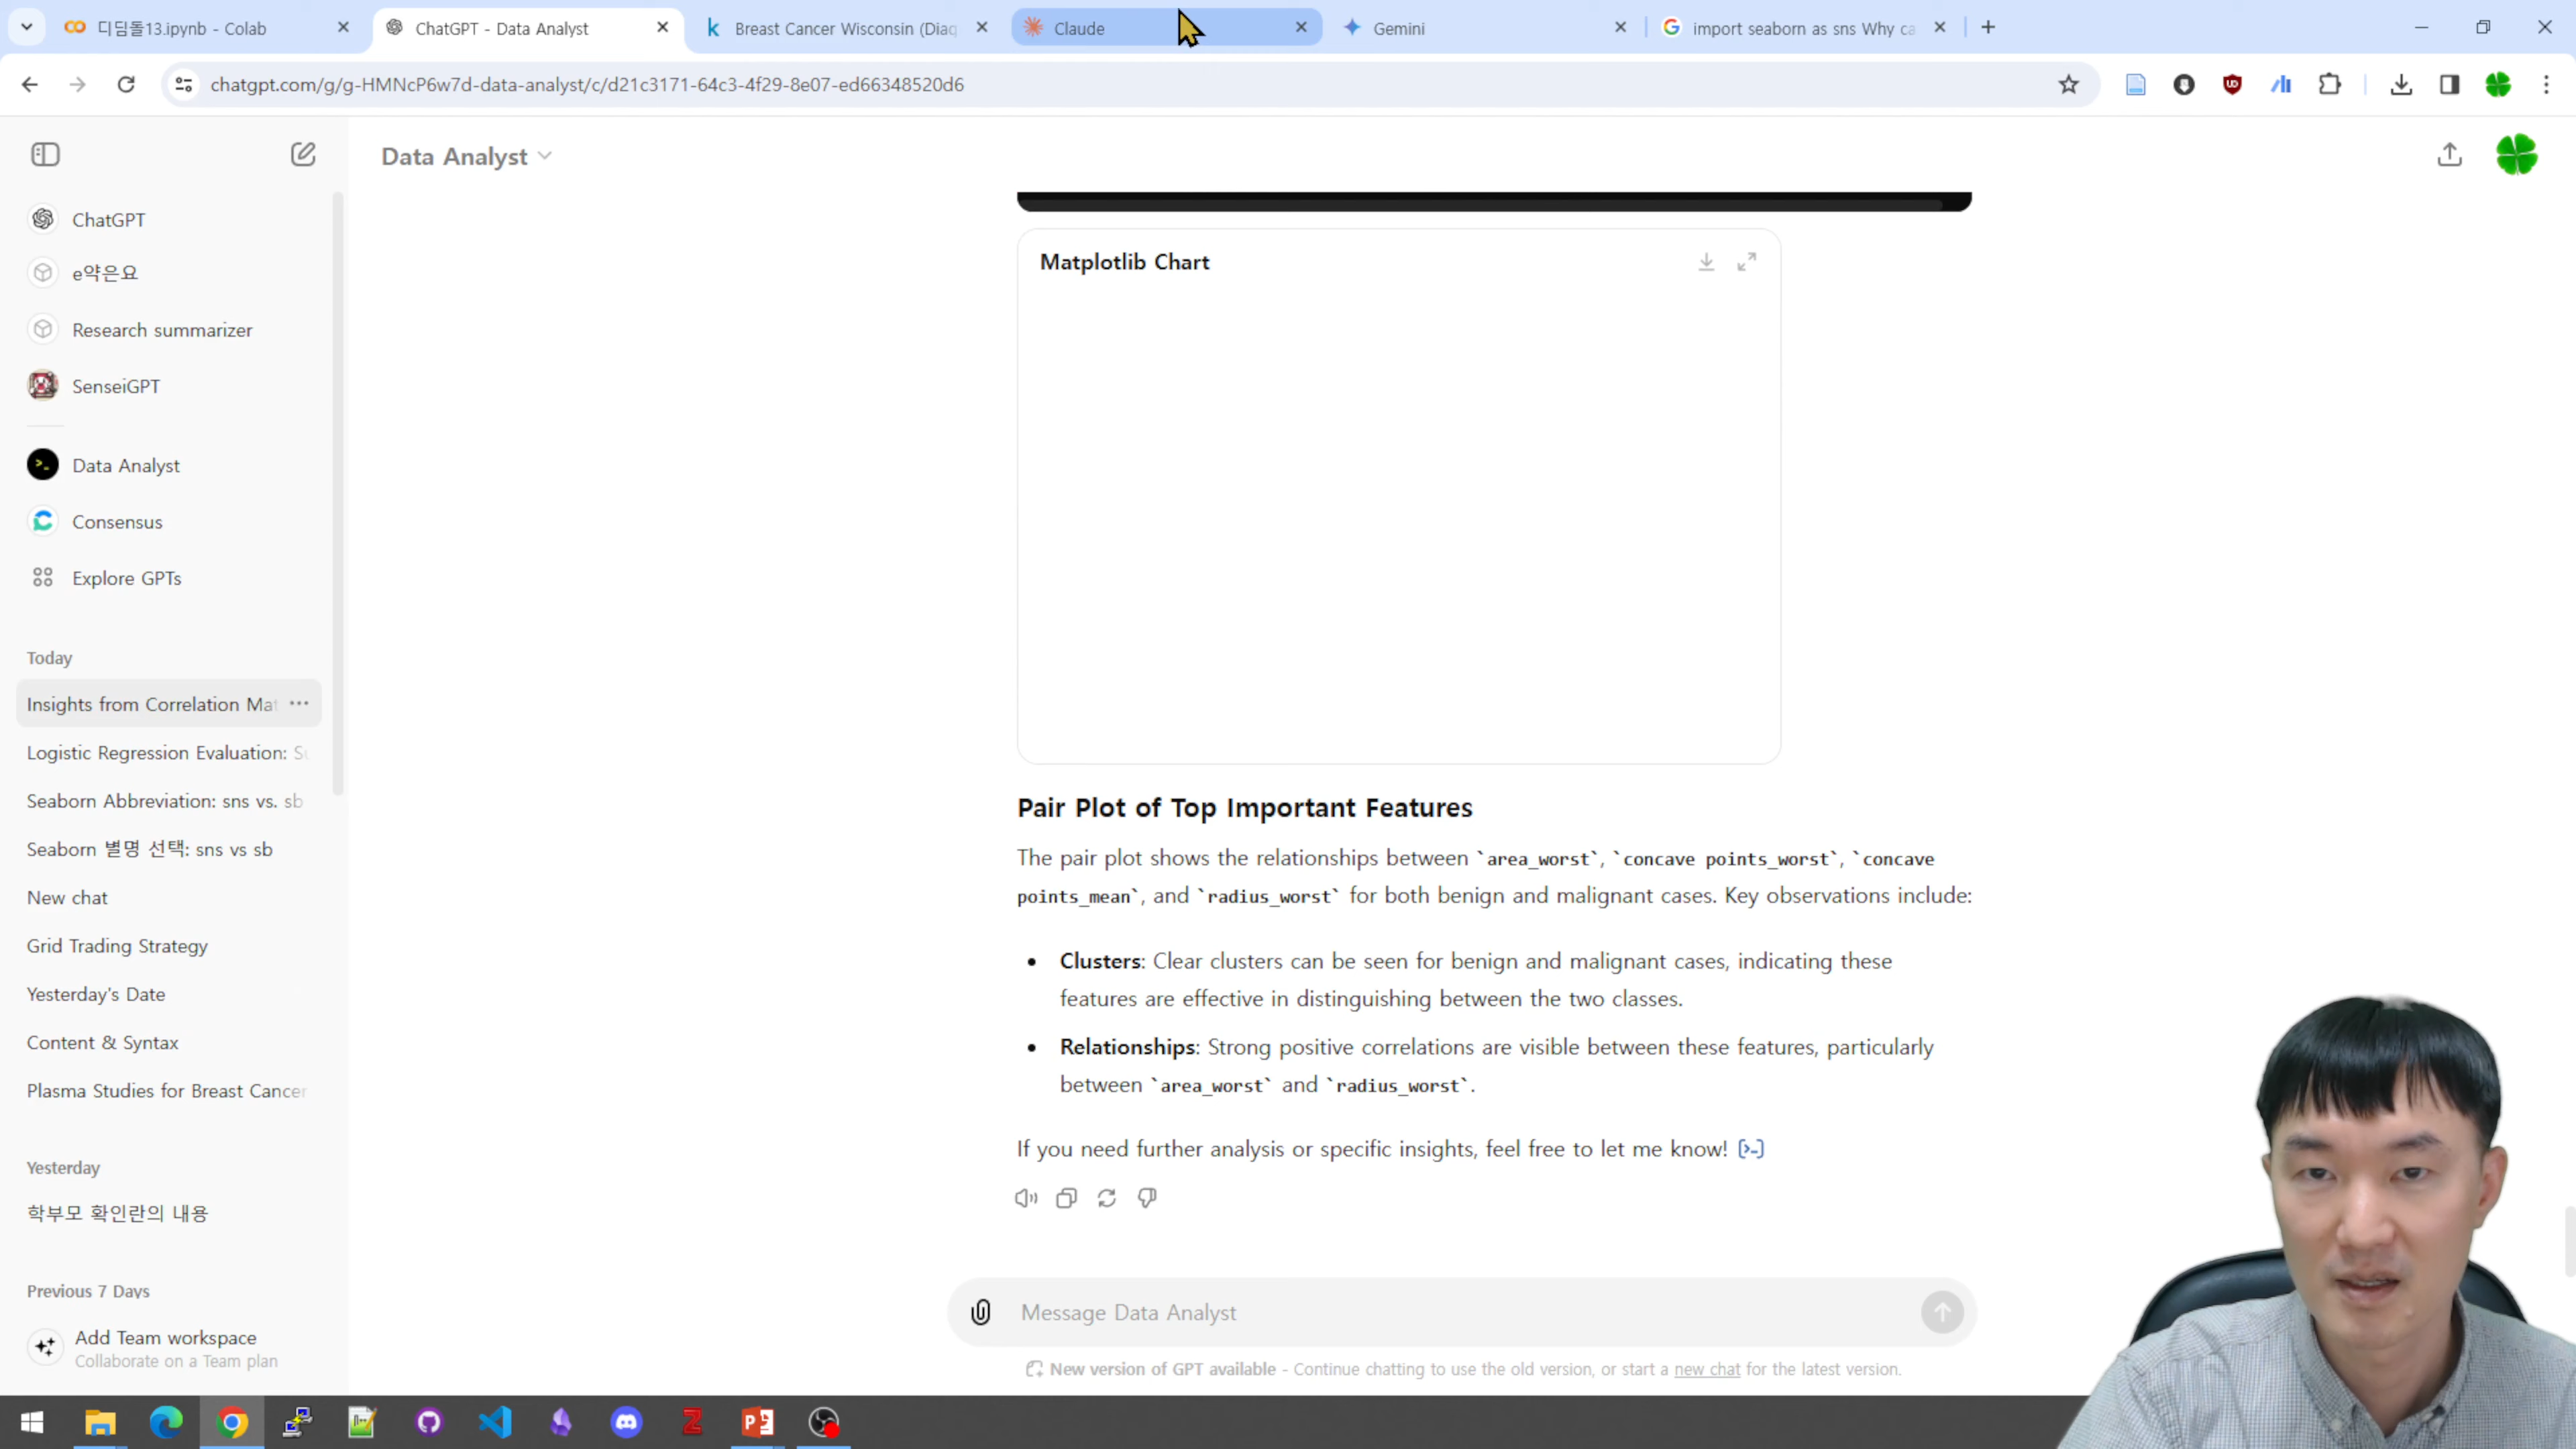 디딤돌13.ipynb - Colab
ChatGPT - Data Analyst
Breast Cancer Wisconsin (Diag
Claude
Gemini
import seaborn as sns Why ca
chatgpt.com/g/g-HMNcP6w7d-data-analyst/c/d21c3171-64c3-4f29-8e07-ed66348520d6
Data Analyst
ChatGPT
e약은요
Research summarizer
SenseiGPT
Data Analyst
Consensus
Explore GPTs
Today
Insights from Correlation Mat
Logistic Regression Evaluation: Su
Seaborn Abbreviation: sns vs. sb
Seaborn 별명 선택: sns vs sb
New chat
Grid Trading Strategy
Yesterday's Date
Content & Syntax
Plasma Studies for Breast Cancer
Yesterday
학부모 확인란의 내용
Previous 7 Days
Add Team workspace
Collaborate on a Team plan
Matplotlib Chart
Pair Plot of Top Important Features
The pair plot shows the relationships between `area_worst`, `concave points_worst`, `concave
points_mean`, and `radius_worst` for both benign and malignant cases. Key observations include:
• Clusters: Clear clusters can be seen for benign and malignant cases, indicating these
features are effective in distinguishing between the two classes.
• Relationships: Strong positive correlations are visible between these features, particularly
between `area_worst` and `radius_worst`.
If you need further analysis or specific insights, feel free to let me know! [>-]
Message Data Analyst
New version of GPT available - Continue chatting to use the old version, or start a new chat for the latest version.